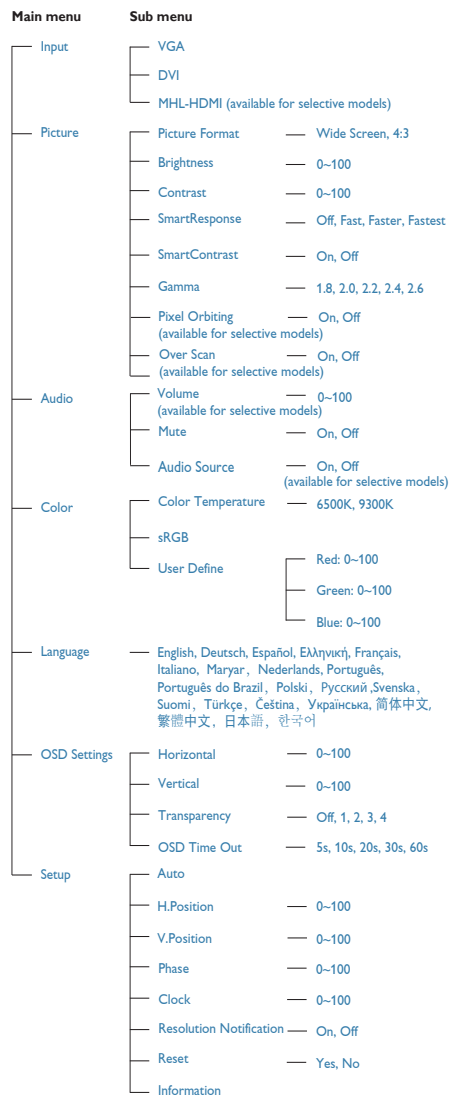 Main menu Sub menu
Input VGA
DVI
MHL-HDMI (available for selective models)
Picture Picture Format Wide Screen, 4:3
Brightness 0~100
Contrast 0~100
SmartResponse Off, Fast, Faster, Fastest
SmartContrast On, Off
Gamma 1.8, 2.0, 2.2, 2.4, 2.6
Pixel Orbiting On, Off
(available for selective models)
Over Scan On, Off
(available for selective models)
Audio Volume 0~100
(available for selective models)
Mute On, Off
Audio Source On, Off
(available for selective models)
Color Color Temperature 6500K, 9300K
sRGB
User Define Red: 0~100
Green: 0~100
Blue: 0~100
Language English, Deutsch, Español, Eλληνική, Français,
Italiano, Maryar, Nederlands, Português,
Português do Brazil, Polski, Русский ,Svenska,
Suomi, Türkçe, Čeština, Українська, 简体中文,
繁體中文, 日本語, 한국어
OSD Settings Horizontal 0~100
Vertical 0~100
Transparency Off, 1, 2, 3, 4
OSD Time Out 5s, 10s, 20s, 30s, 60s
Setup Auto
H.Position 0~100
V.Position 0~100
Phase 0~100
Clock 0~100
Resolution Notification On, Off
Reset Yes, No
Information